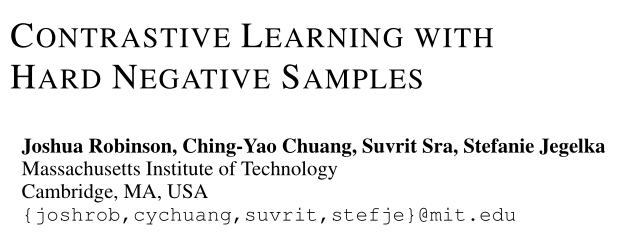 CONTRASTIVE LEARNING WITH
HARD NEGATIVE SAMPLES
Joshua Robinson, Ching-Yao Chuang, Suvrit Sra, Stefanie Jegelka
Massachusetts Institute of Technology
Cambridge, MA, USA
{joshrob,cychuang,suvrit,stefje}@mit.edu